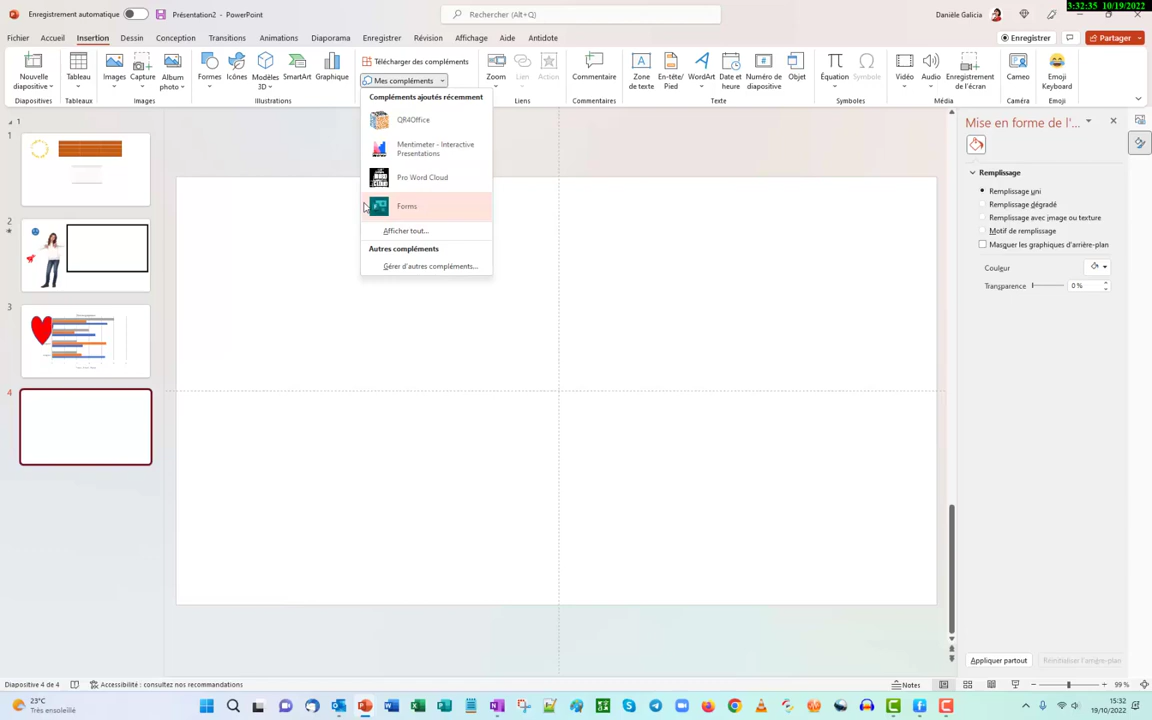 3:32:35 10/19/2022
Enregistrement automatique
Présentation2 - PowerPoint
Rechercher (Alt+Q)
Danièle Galicia
Fichier Accueil Insertion Dessin Conception Transitions Animations Diaporama Enregistrer Révision Affichage Aide Antidote
Enregistrer
Partager
Nouvelle
diapositive
Diapositives
Tableau
Tableaux
Images
Capture
Album
photo
Images
Formes
Icônes
Modèles
3D
SmartArt
Graphique
Illustrations
Télécharger des compléments
Mes compléments
Zoom
Lien
Action
Liens
Commentaire
Commentaires
Zone
de texte
En-tête/
Pied
WordArt
Date et
heure
Numéro de
diapositive
Objet
Texte
Équation
Symbols
Symboles
Vidéo
Audio
Enregistrement
de l'écran
Média
Cameo
Caméra
Emoji
Keyboard
Emoji
Compléments ajoutés récemment
QR4Office
Mentimeter - Interactive
Presentations
Pro Word Cloud
Forms
Afficher tout...
Autres compléments
Gérer d'autres compléments...
1
1
2
3
4
Mise en forme de l'...
Remplissage
Remplissage uni
Remplissage dégradé
Remplissage avec image ou texture
Motif de remplissage
Masquer les graphiques d'arrière-plan
Couleur
Transparence
0 %
Appliquer partout
Réinitialiser l'arrière-plan
Diapositive 4 de 4
Accessibilité : consultez nos recommandations
Notes
99 %
23°C
Très ensoleillé
15:32
19/10/2022